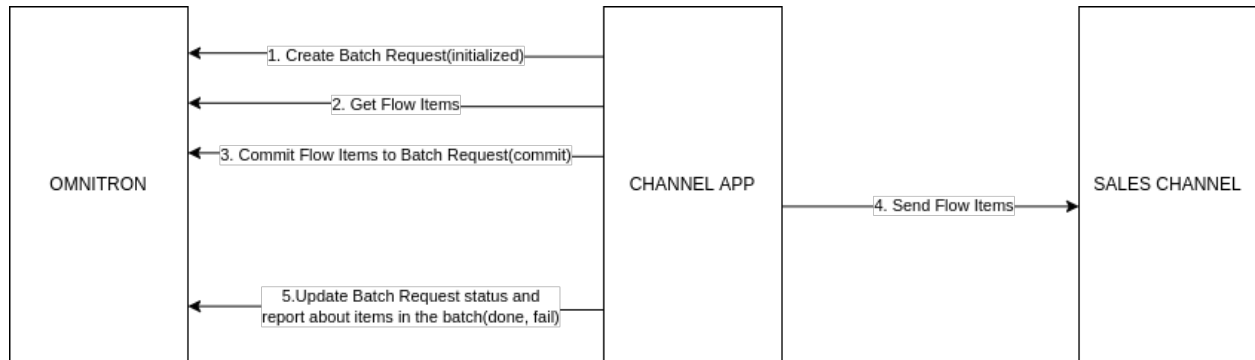 1. Create Batch Request(initialized)
2. Get Flow Items
3. Commit Flow Items to Batch Request(commit)
OMNITRON
CHANNEL APP
SALES CHANNEL
4. Send Flow Items
5.Update Batch Request status and
report about items in the batch(done, fail)